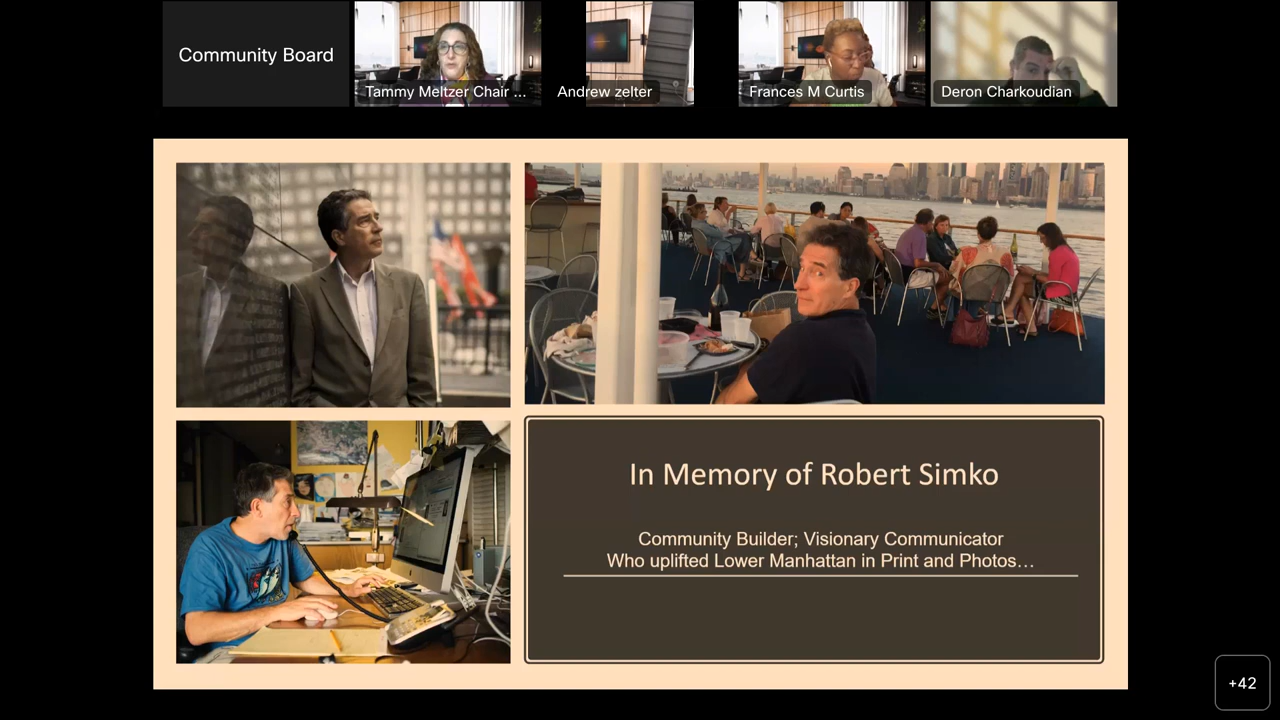 Community Board
Tammy Meltzer Chair ...
Andrew zelter
Frances M Curtis
Deron Charkoudian
In Memory of Robert Simko
Community Builder; Visionary Communicator
Who uplifted Lower Manhattan in Print and Photos…
+42